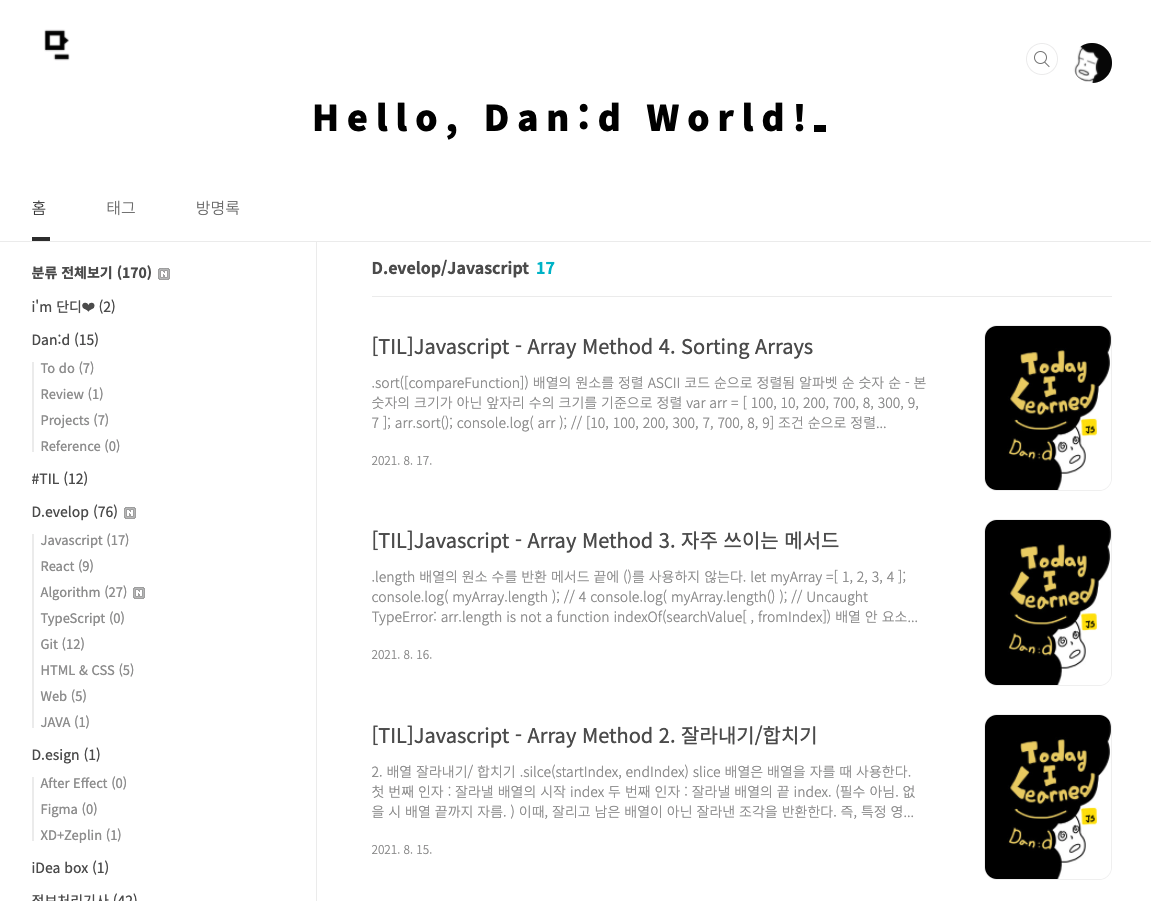 Hello, Dan:d World!
홈
태그
방명록
분류 전체보기 (170) N
i'm 단디❤ (2)
Dan:d (15)
To do (7)
Review (1)
Projects (7)
Reference (0)
#TIL (12)
D.evelop (76) N
Javascript (17)
React (9)
Algorithm (27) N
TypeScript (0)
Git (12)
HTML & CSS (5)
Web (5)
JAVA (1)
D.esign (1)
After Effect (0)
Figma (0)
XD+Zeplin (1)
iDea box (1)
정보처리기사 (42)
D.evelop/Javascript 17
[TIL]Javascript - Array Method 4. Sorting Arrays
.sort([compareFunction]) 배열의 원소를 정렬 ASCII 코드 순으로 정렬됨 알파벳 순 숫자 순 - 본
숫자의 크기가 아닌 앞자리 수의 크기를 기준으로 정렬 var arr = [ 100, 10, 200, 700, 8, 300, 9,
7 ]; arr.sort(); console.log( arr ); // [10, 100, 200, 300, 7, 700, 8, 9] 조건 순으로 정렬...
2021. 8. 17.
Today
I
Learned
JS
Dan:d
[TIL]Javascript - Array Method 3. 자주 쓰이는 메서드
.length 배열의 원소 수를 반환 메서드 끝에 ()를 사용하지 않는다. let myArray =[ 1, 2, 3, 4 ];
console.log( myArray.length ); // 4 console.log( myArray.length() ); // Uncaught
TypeError: arr.length is not a function indexOf(searchValue[ , fromIndex]) 배열 안 요소...
2021. 8. 16.
Today
I
Learned
JS
Dan:d
[TIL]Javascript - Array Method 2. 잘라내기/합치기
2. 배열 잘라내기/ 합치기 .silce(startIndex, endIndex) slice 배열은 배열을 자를 때 사용한다.
첫 번째 인자 : 잘라낼 배열의 시작 index 두 번째 인자 : 잘라낼 배열의 끝 index. (필수 아님. 없
을 시 배열 끝까지 자름. ) 이때, 잘리고 남은 배열이 아닌 잘라낸 조각을 반환한다. 즉, 특정 영...
2021. 8. 15.
Today
I
Learned
JS
Dan:d